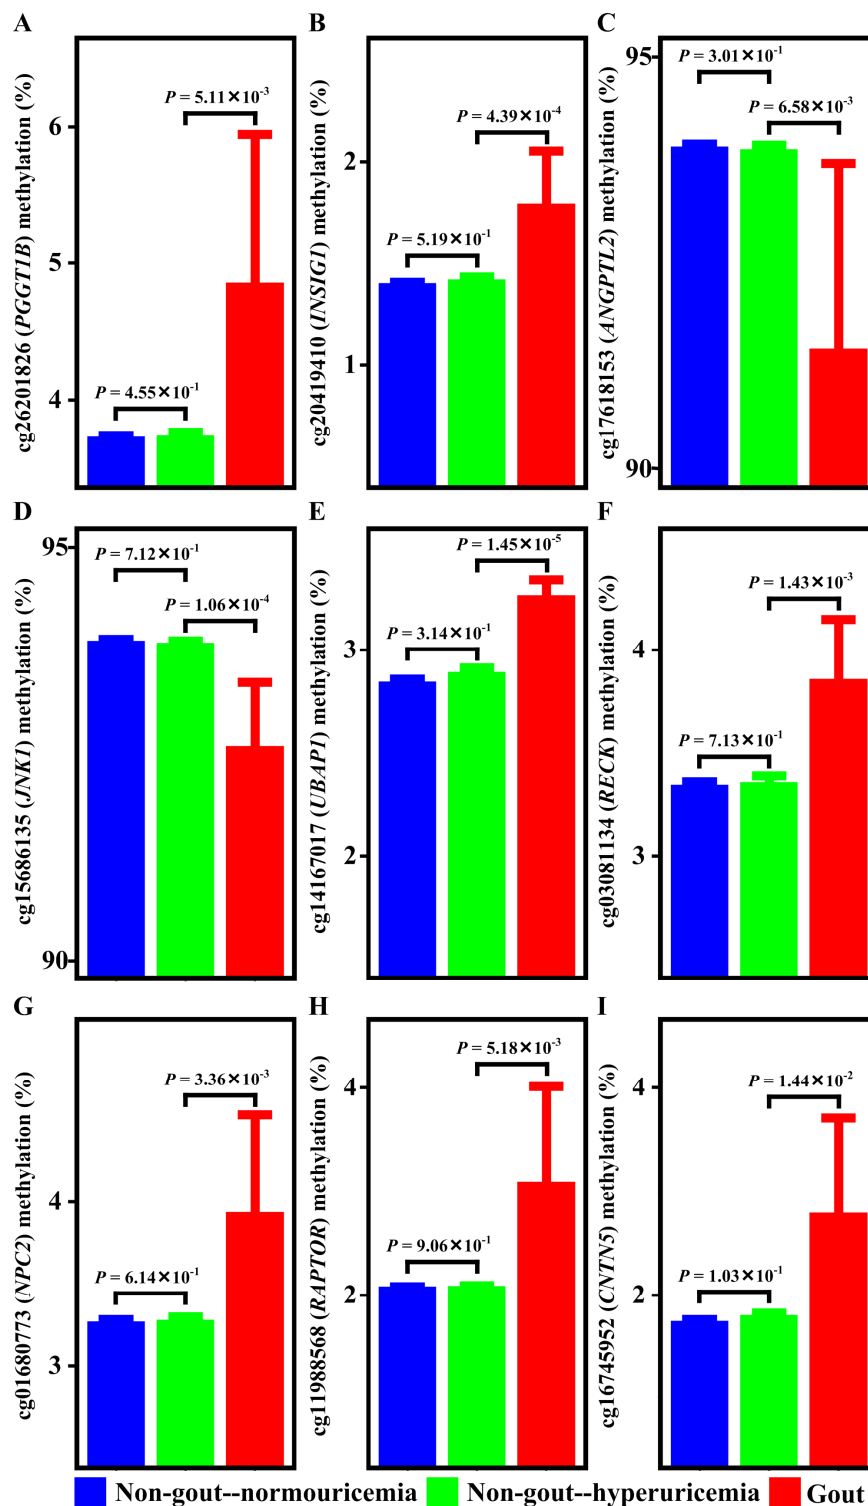 A
cg26201826 (PGGT1B) methylation (%)
6
5
4
P = 5.11×10⁻³
P = 4.55×10⁻¹
B
cg20419410 (INSIG1) methylation (%)
2
1
P = 4.39×10⁻⁴
P = 5.19×10⁻¹
C
cg17618153 (ANGPTL2) methylation (%)
95
90
P = 3.01×10⁻¹
P = 6.58×10⁻³
D
cg15686135 (JNK1) methylation (%)
95
90
P = 7.12×10⁻¹
P = 1.06×10⁻⁴
E
cg14167017 (UBAP1) methylation (%)
3
2
P = 1.45×10⁻⁵
P = 3.14×10⁻¹
F
cg03081134 (RECK) methylation (%)
4
3
P = 1.43×10⁻³
P = 7.13×10⁻¹
G
cg01680773 (NPC2) methylation (%)
4
3
P = 3.36×10⁻³
P = 6.14×10⁻¹
H
cg11988568 (RAPTOR) methylation (%)
4
2
P = 5.18×10⁻³
P = 9.06×10⁻¹
I
cg16745952 (CNTN5) methylation (%)
4
2
P = 1.44×10⁻²
P = 1.03×10⁻¹
Non-gout--normouricemia
Non-gout--hyperuricemia
Gout